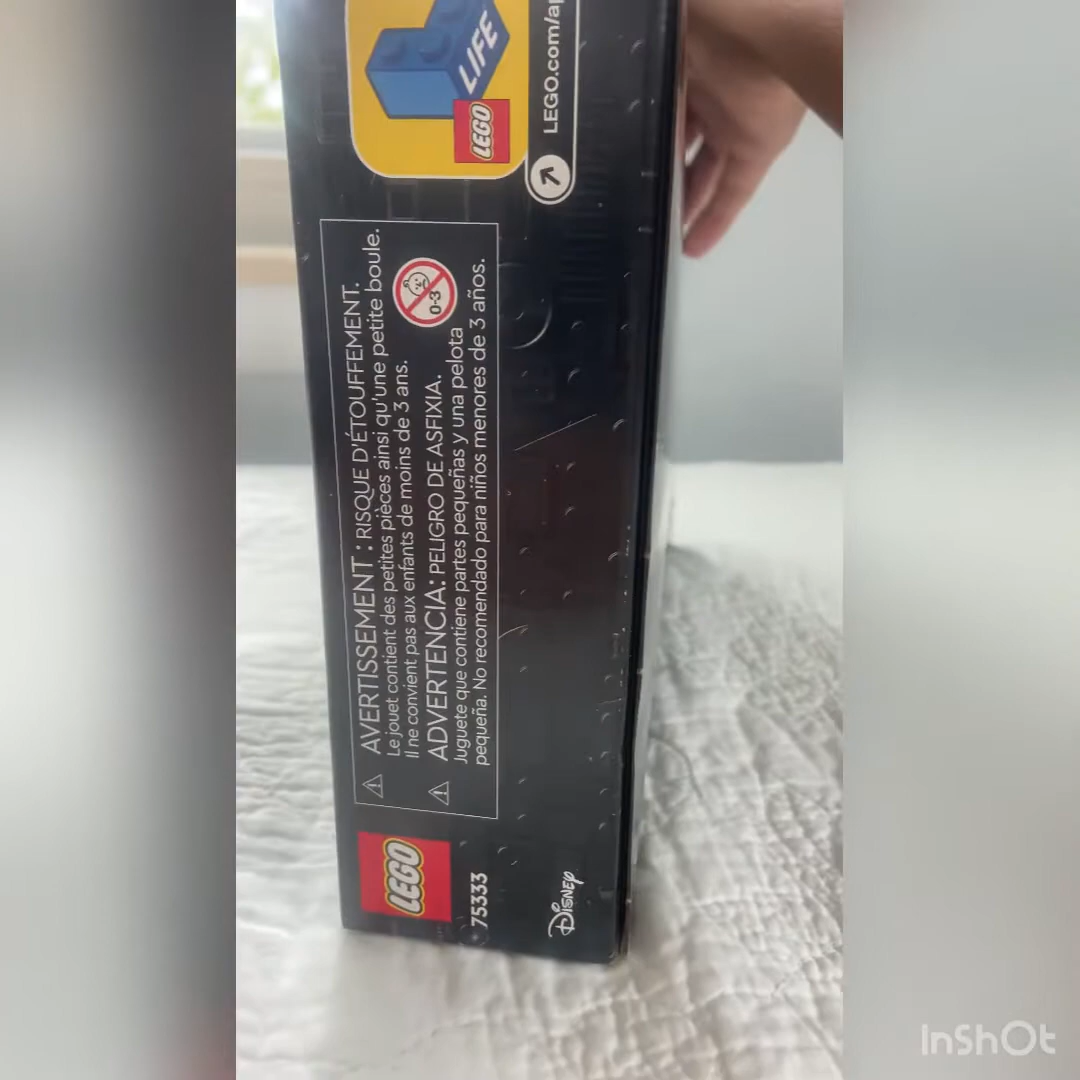 LIFE
LEGO
LEGO.com/ap
AVERTISSEMENT : RISQUE D'ÉTOUFFEMENT.
Le jouet contient des petites pièces ainsi qu'une petite boule.
Il ne convient pas aux enfants de moins de 3 ans.
0-3
ADVERTENCIA: PELIGRO DE ASFIXIA.
Juguete que contiene partes pequeñas y una pelota
pequeña. No recomendado para niños menores de 3 años.
LEGO
75333
Disney
InShOt